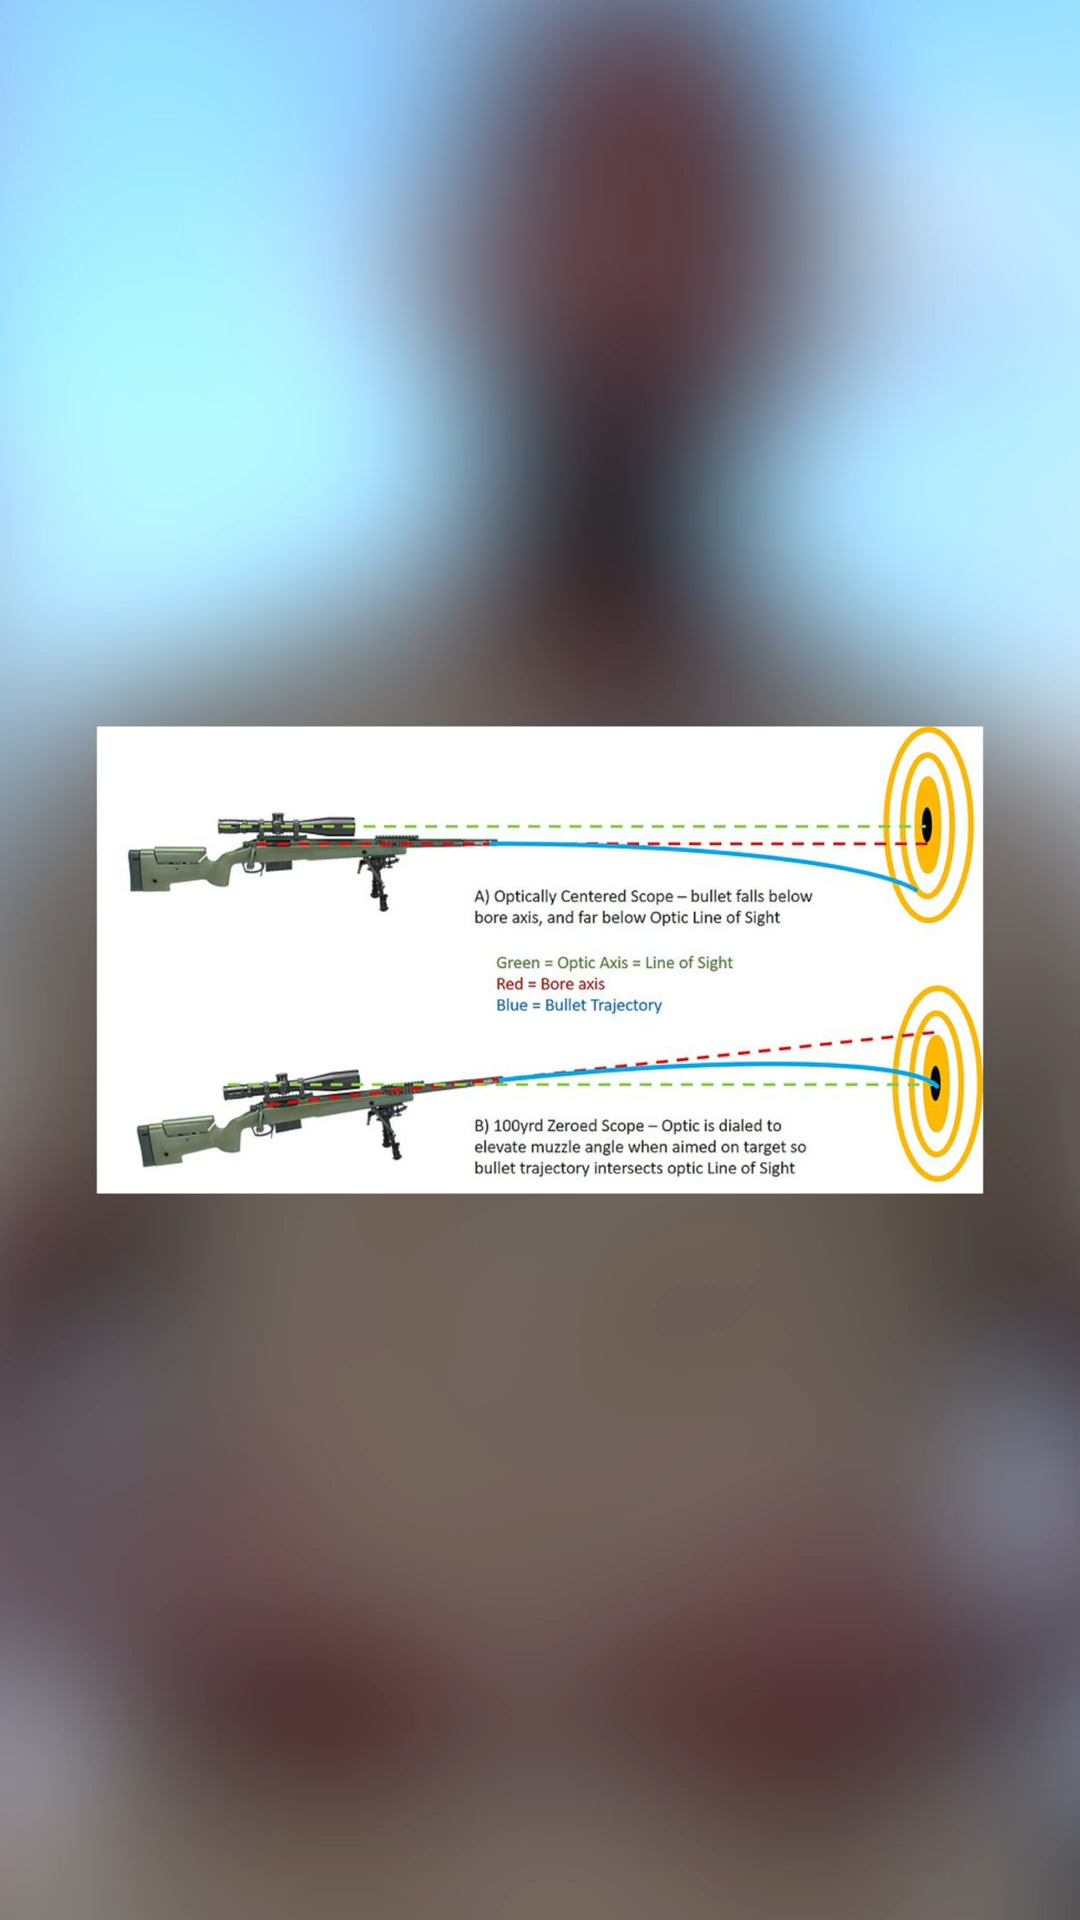 A) Optically Centered Scope – bullet falls below
bore axis, and far below Optic Line of Sight
Green = Optic Axis = Line of Sight
Red = Bore axis
Blue = Bullet Trajectory
B) 100yrd Zeroed Scope – Optic is dialed to
elevate muzzle angle when aimed on target so
bullet trajectory intersects optic Line of Sight